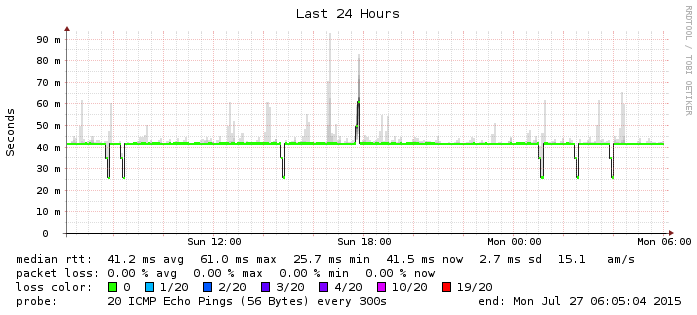 Last 24 Hours
RRDTOOL / TOBI OETIKER
Seconds
90 m
80 m
70 m
60 m
50 m
40 m
30 m
20 m
10 m
0
Sun 12:00 Sun 18:00 Mon 00:00 Mon 06:00
median rtt: 41.2 ms avg 61.0 ms max 25.7 ms min 41.5 ms now 2.7 ms sd 15.1 am/s
packet loss: 0.00 % avg 0.00 % max 0.00 % min 0.00 % now
loss color: 0 1/20 2/20 3/20 4/20 10/20 19/20
probe: 20 ICMP Echo Pings (56 Bytes) every 300s end: Mon Jul 27 06:05:04 2015